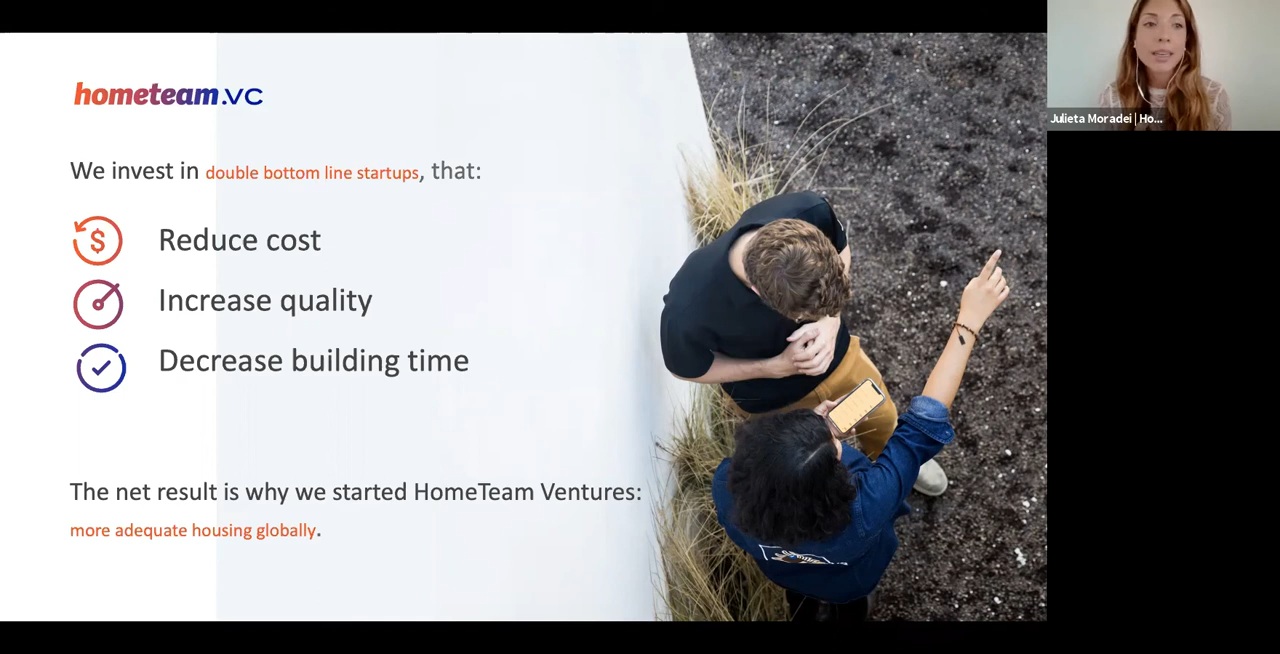 hometeam.vc
Julieta Moradei | Ho...
We invest in double bottom line startups, that:
$ Reduce cost
Increase quality
Decrease building time
The net result is why we started HomeTeam Ventures:
more adequate housing globally.